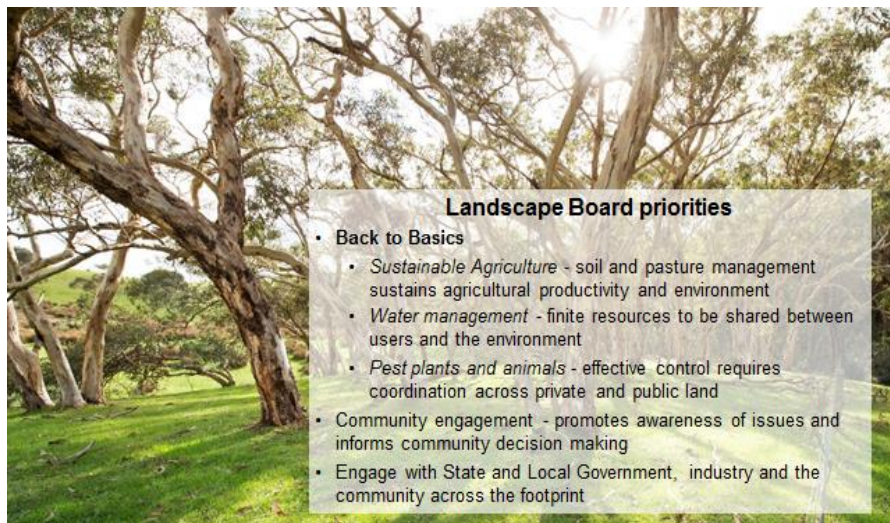 Landscape Board priorities
• Back to Basics
• Sustainable Agriculture - soil and pasture management
sustains agricultural productivity and environment
• Water management - finite resources to be shared between
users and the environment
• Pest plants and animals - effective control requires
coordination across private and public land
• Community engagement - promotes awareness of issues and
informs community decision making
• Engage with State and Local Government, industry and the
community across the footprint